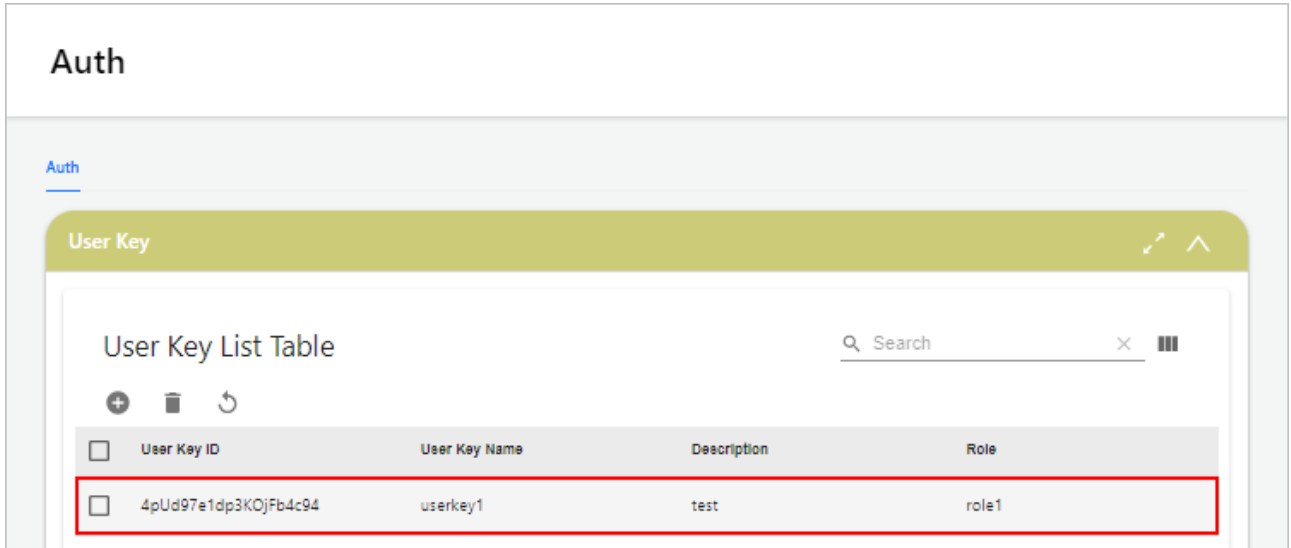 Auth
Auth
User Key
User Key List Table
Search
User Key ID User Key Name Description Role
4pUd97e1dp3KOjFb4c94 userkey1 test role1